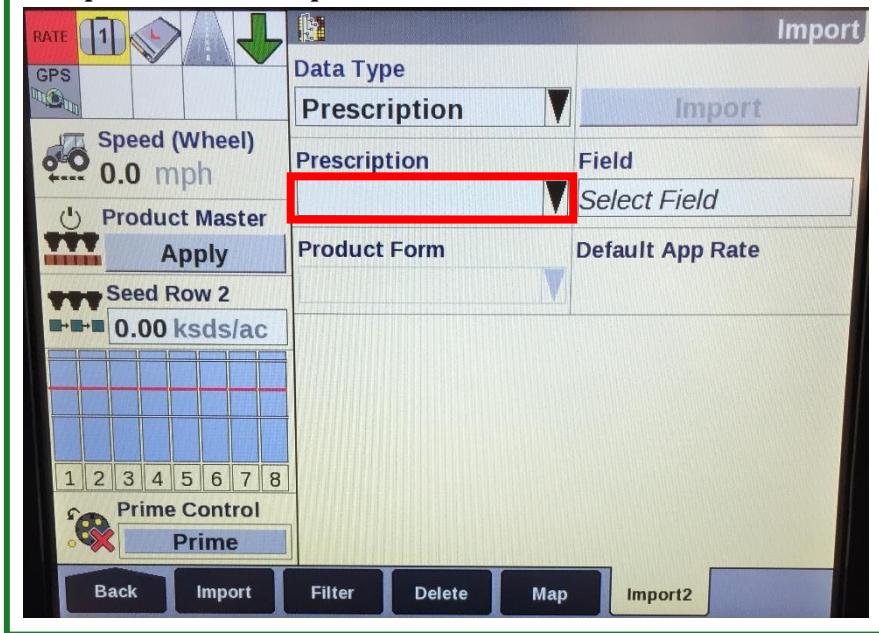 RATE
1
L
GPS
Speed (Wheel)
0.0 mph
Product Master
Apply
Seed Row 2
0.00 ksds/ac
1 2 3 4 5 6 7 8
Prime Control
Prime
Import
Data Type
Prescription
Import
Prescription
Field
Select Field
Product Form
Default App Rate
Back
Import
Filter
Delete
Map
Import2